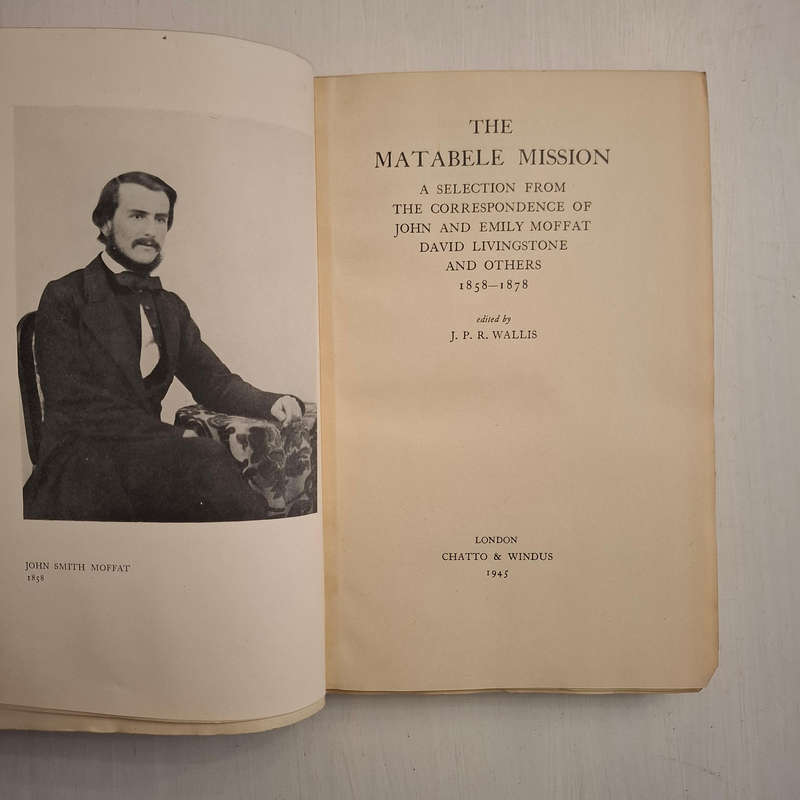 JOHN SMITH MOFFAT
1858
THE
MATABELE MISSION
A SELECTION FROM
THE CORRESPONDENCE OF
JOHN AND EMILY MOFFAT
DAVID LIVINGSTONE
AND OTHERS
1858—1878
edited by
J. P. R. WALLIS
LONDON
CHATTO & WINDUS
1945